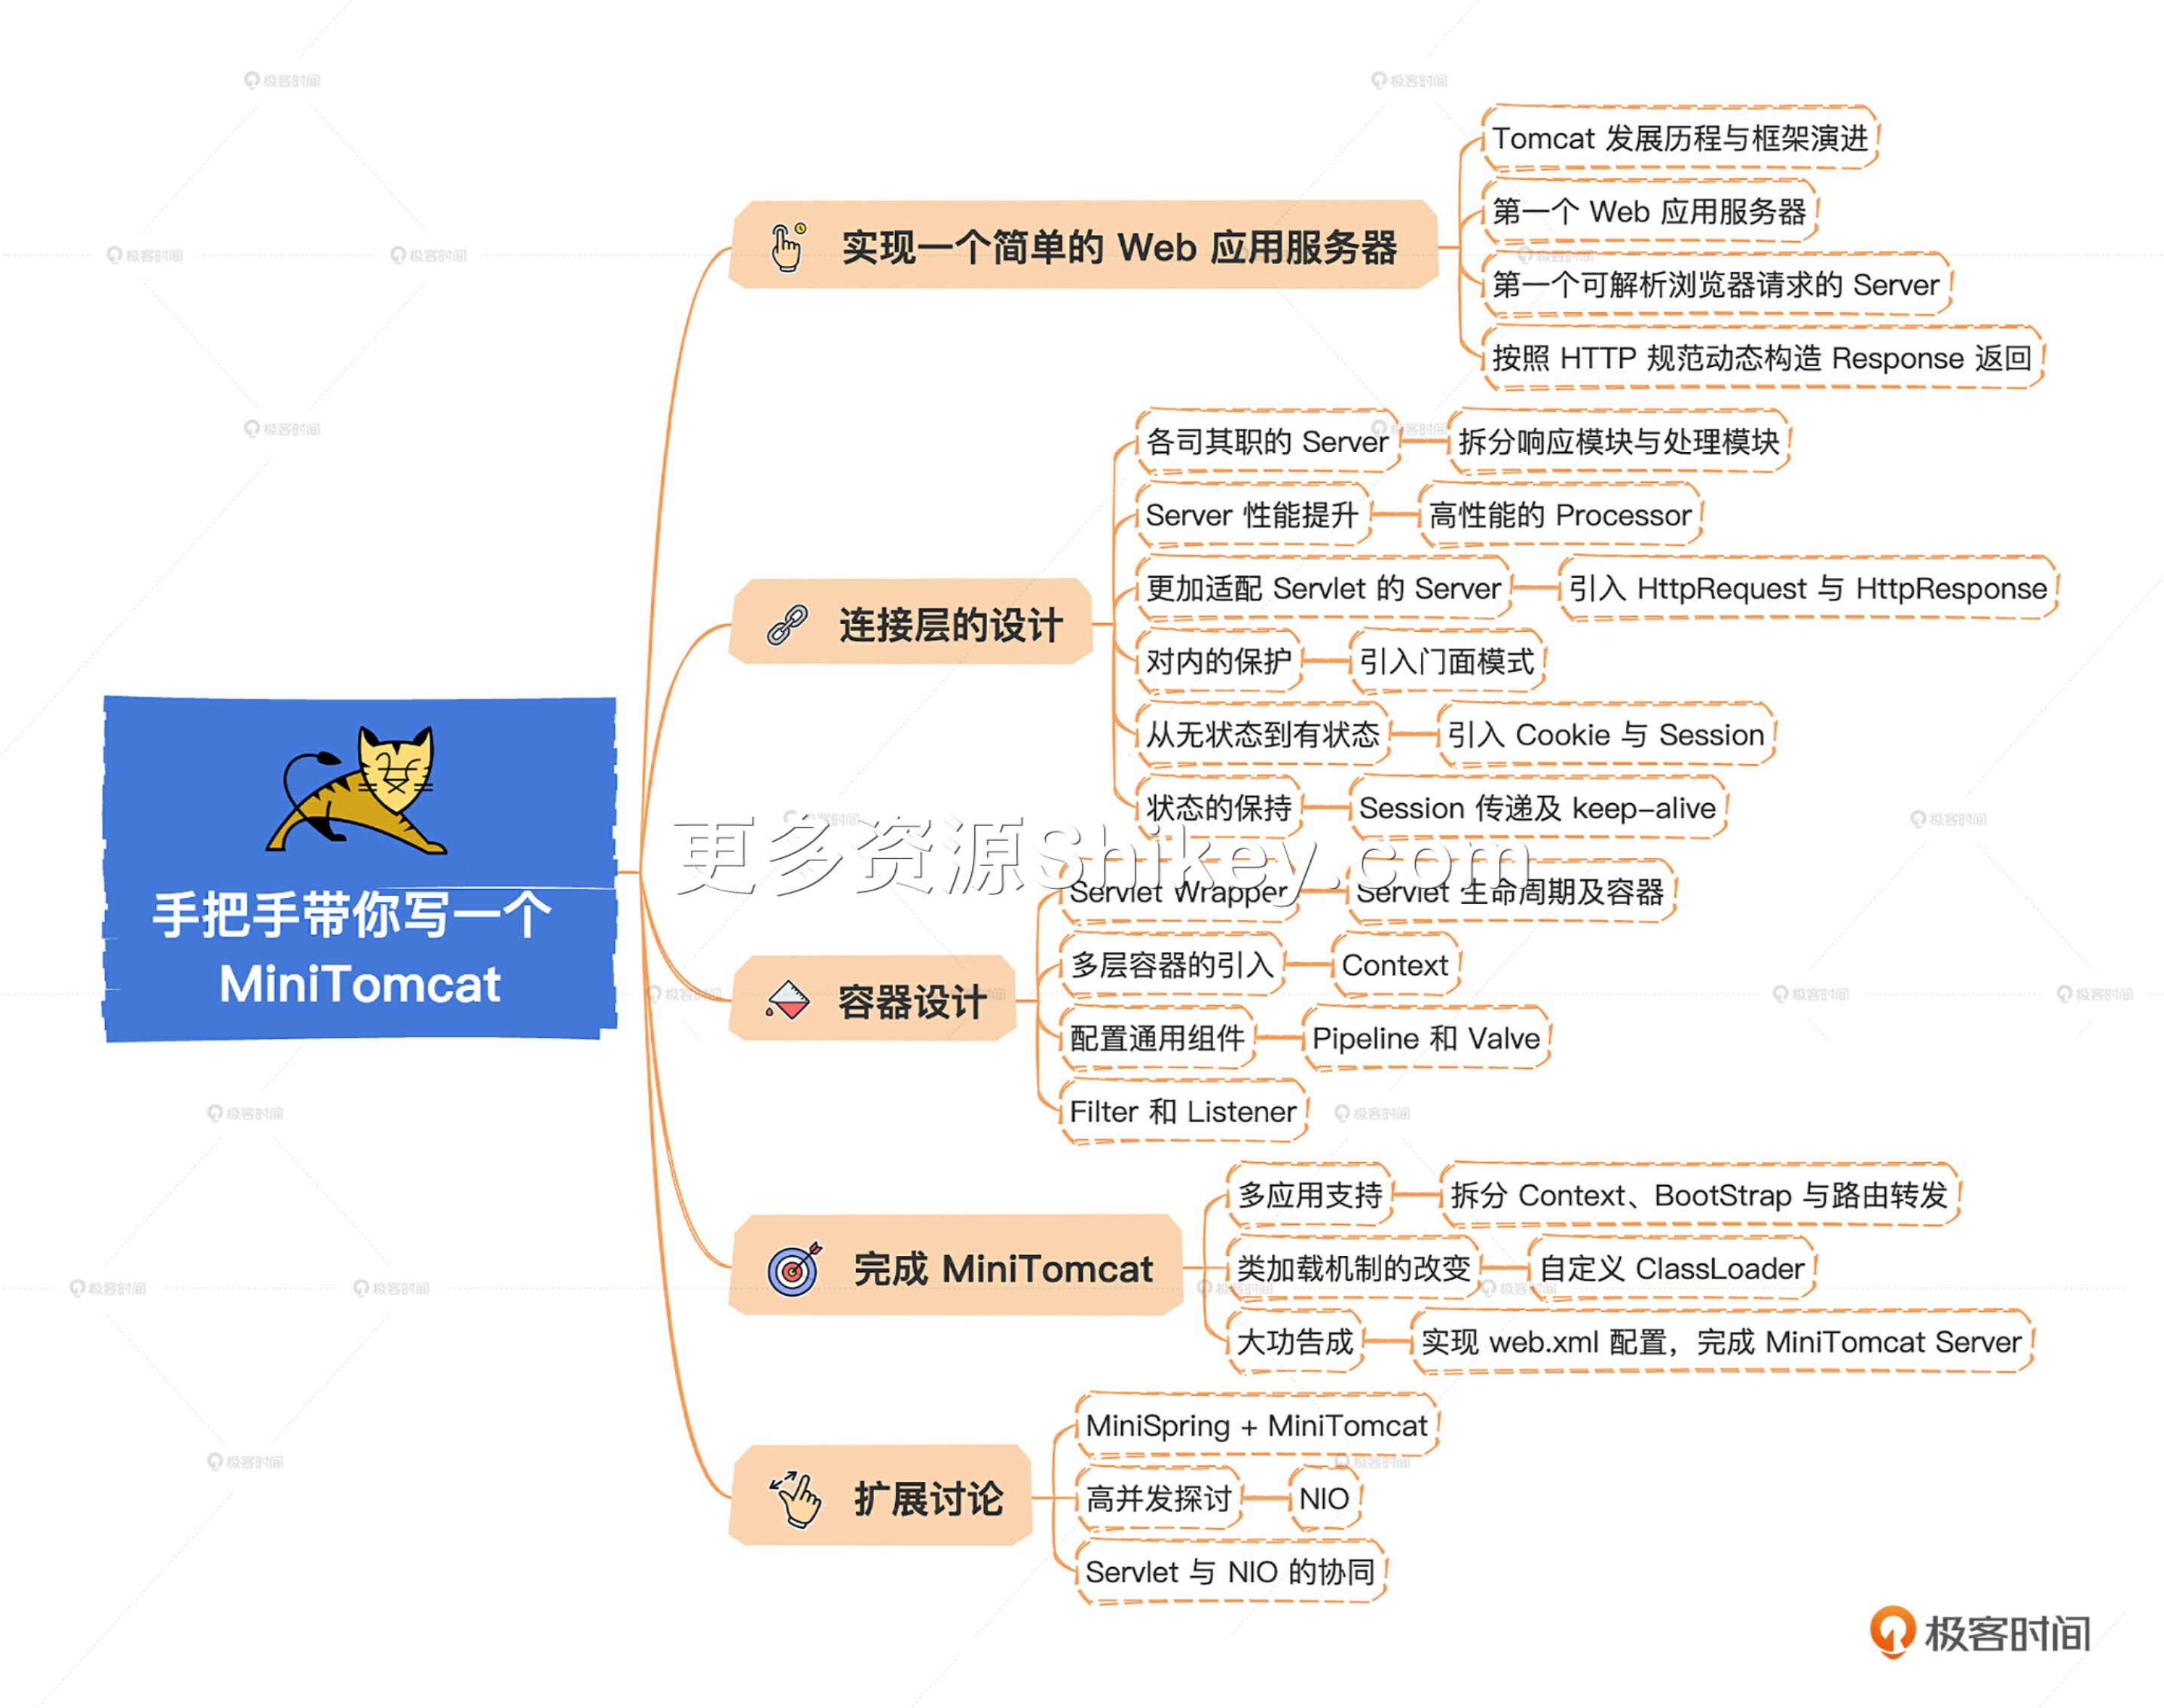 手把手带你写一个
MiniTomcat
实现一个简单的 Web 应用服务器
Tomcat 发展历程与框架演进
第一个 Web 应用服务器
第一个可解析浏览器请求的 Server
按照 HTTP 规范动态构造 Response 返回
连接层的设计
各司其职的 Server
拆分响应模块与处理模块
Server 性能提升
高性能的 Processor
更加适配 Servlet 的 Server
引入 HttpRequest 与 HttpResponse
对内的保护
引入门面模式
从无状态到有状态
引入 Cookie 与 Session
状态的保持
Session 传递及 keep-alive
更多资源Shikey.com
容器设计
Servlet Wrapper
Servlet 生命周期及容器
多层容器的引入
Context
配置通用组件
Pipeline 和 Valve
Filter 和 Listener
完成 MiniTomcat
多应用支持
拆分 Context、BootStrap 与路由转发
类加载机制的改变
自定义 ClassLoader
大功告成
实现 web.xml 配置，完成 MiniTomcat Server
扩展讨论
MiniSpring + MiniTomcat
高并发探讨
NIO
Servlet 与 NIO 的协同
极客时间